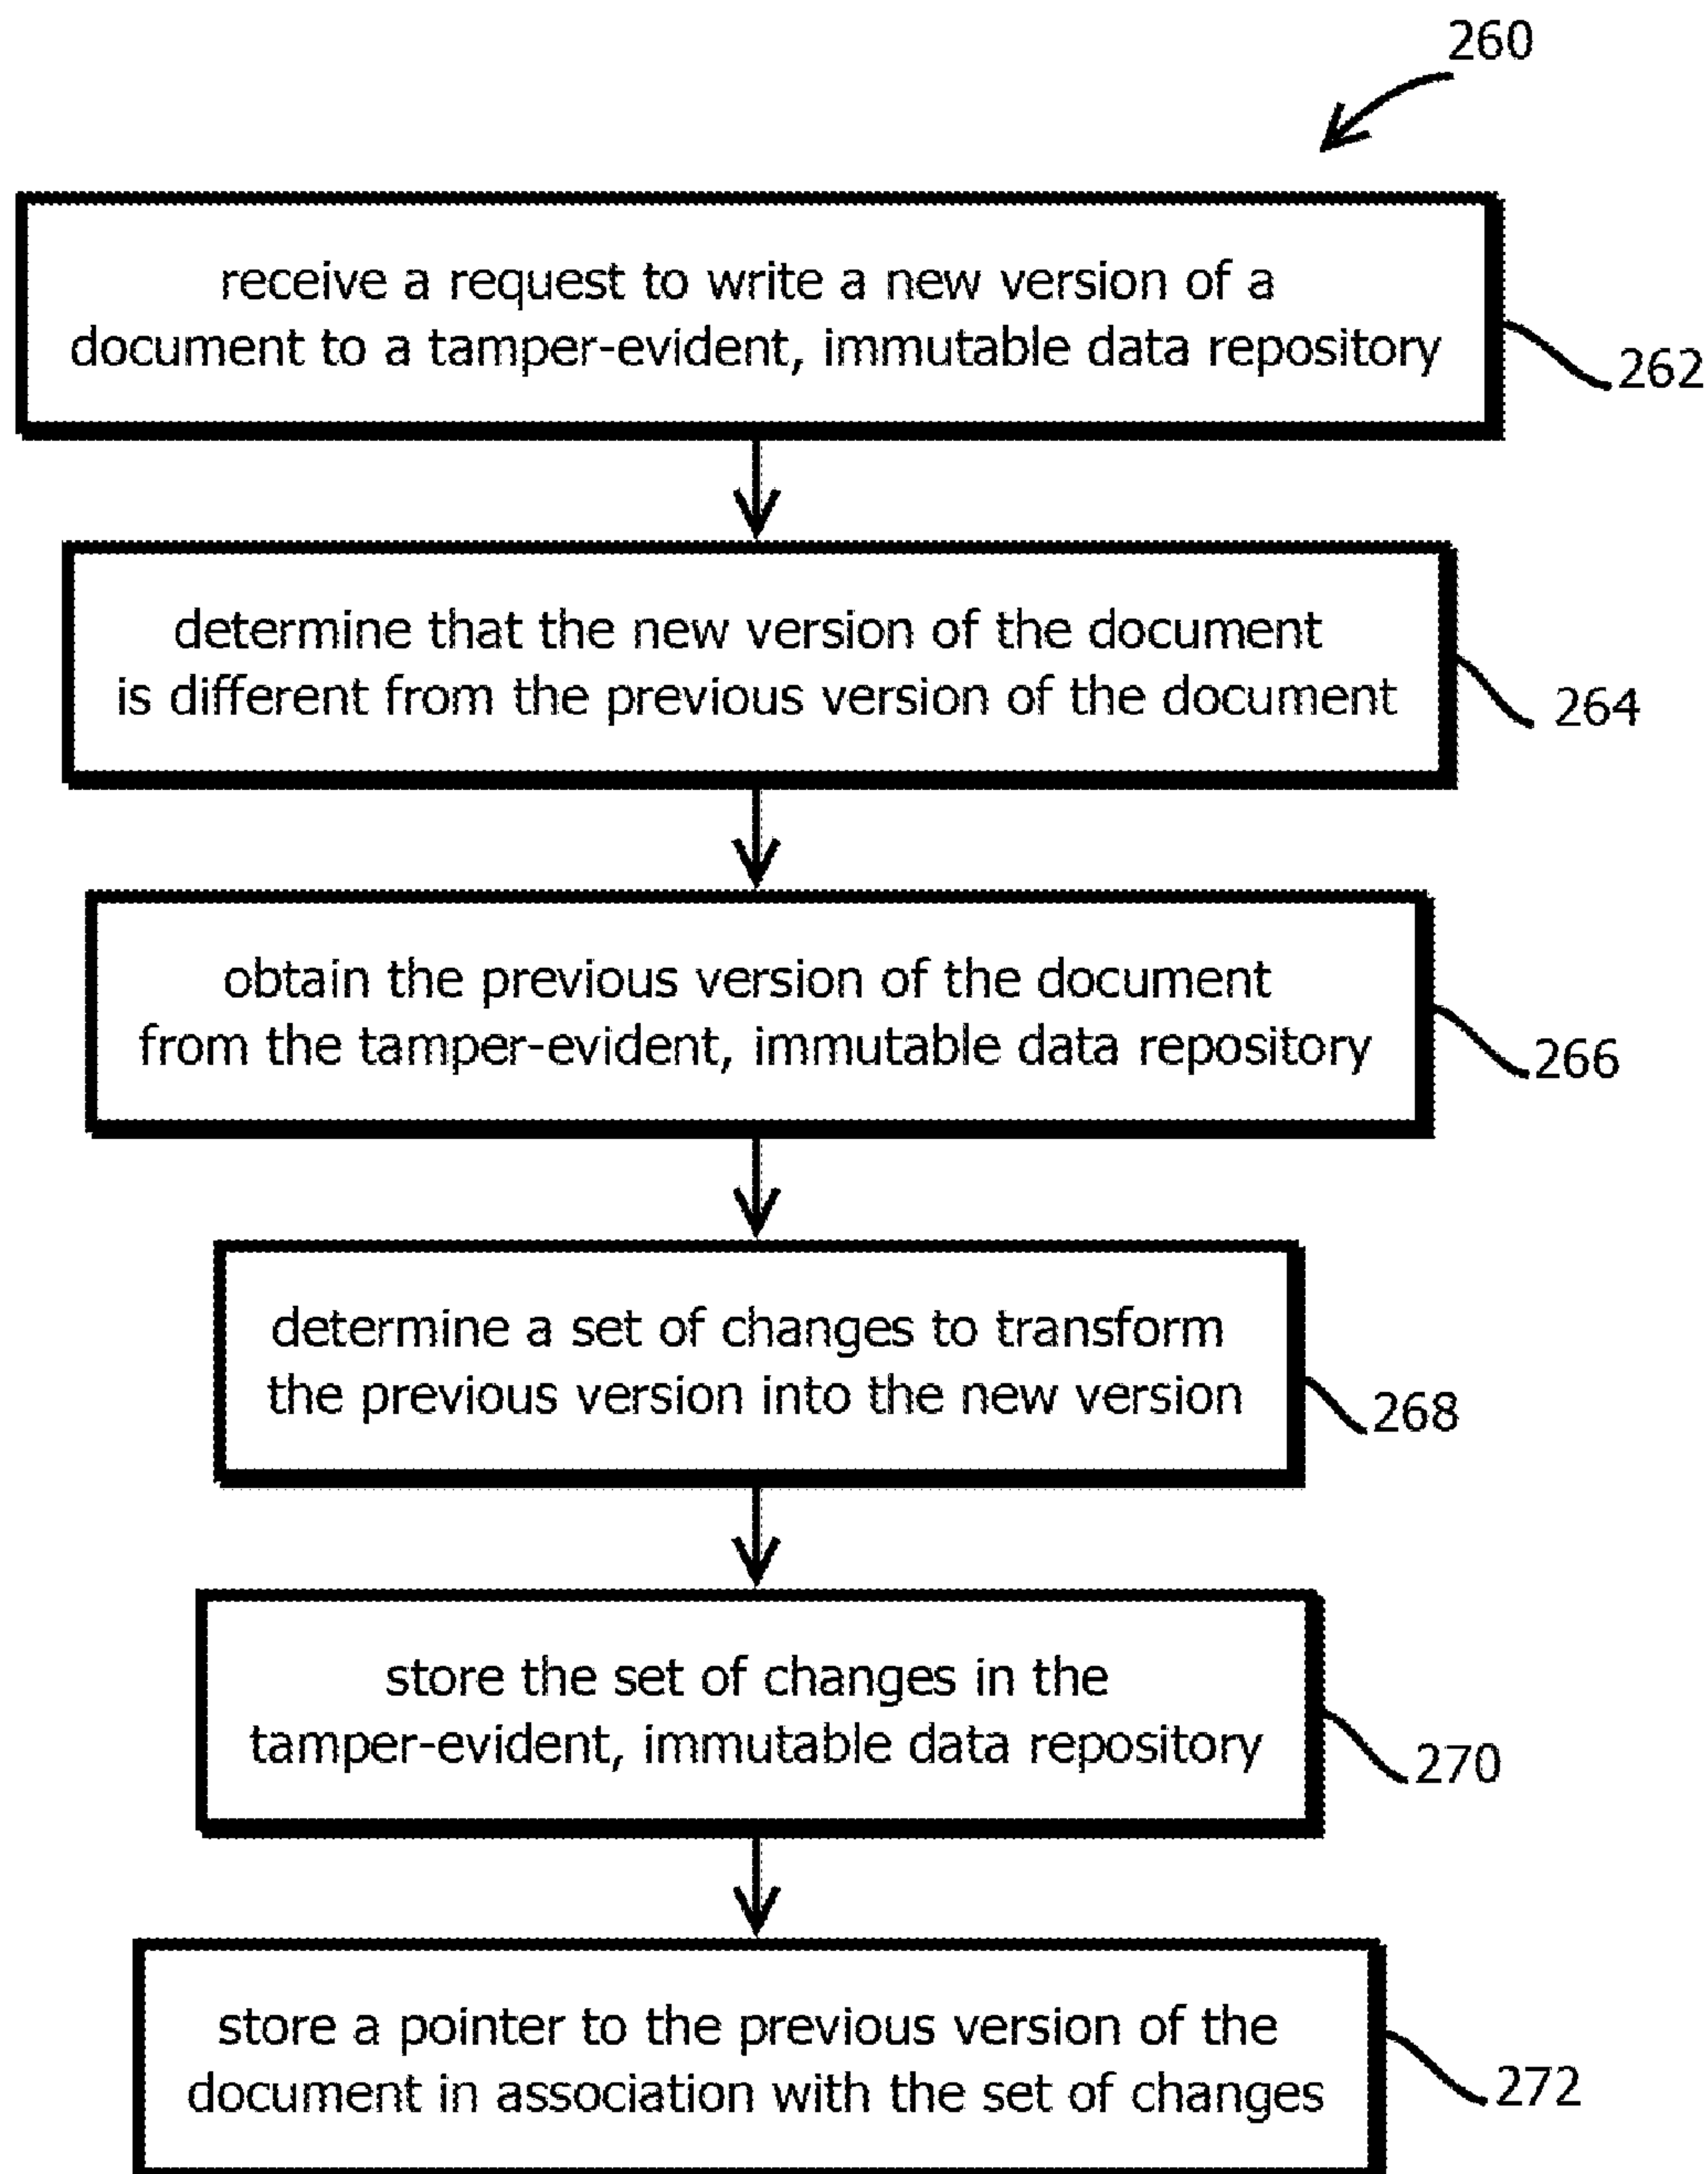 260
receive a request to write a new version of a
document to a tamper-evident, immutable data repository
262
determine that the new version of the document
is different from the previous version of the document
264
obtain the previous version of the document
from the tamper-evident, immutable data repository
266
determine a set of changes to transform
the previous version into the new version
268
store the set of changes in the
tamper-evident, immutable data repository
270
store a pointer to the previous version of the
document in association with the set of changes
272